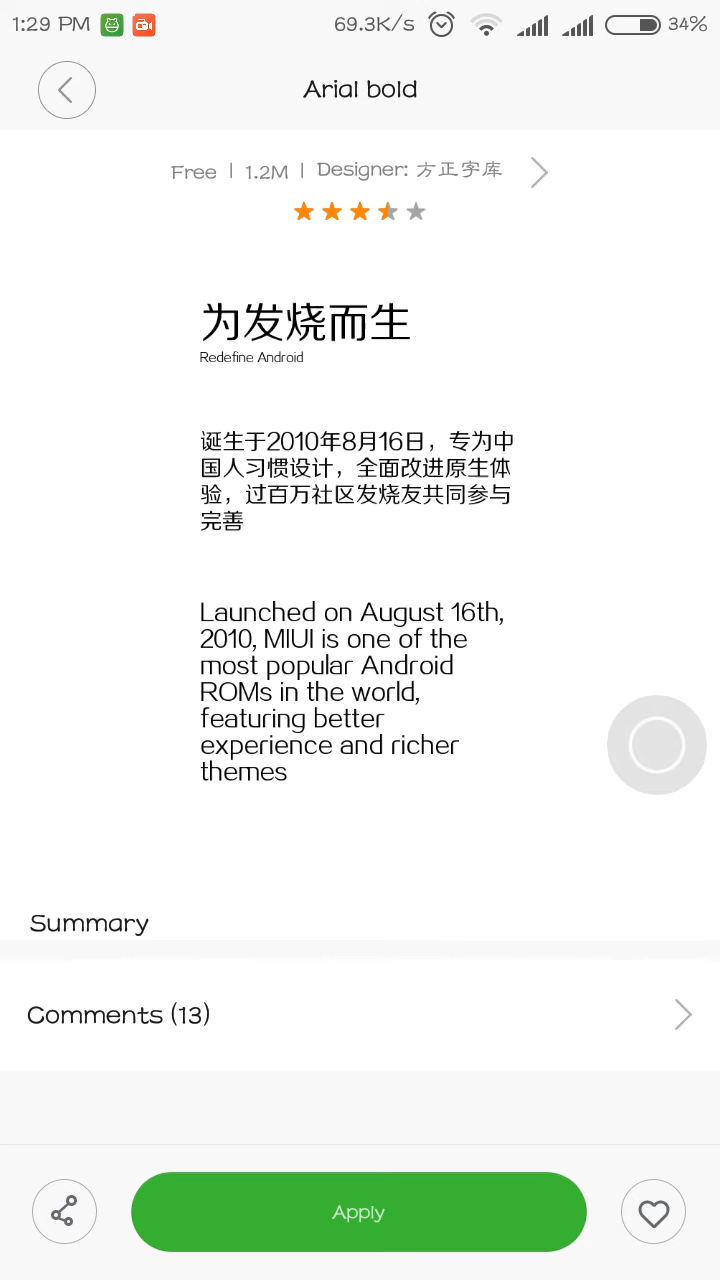 1:29 PM 69.3K/s 34%
Arial bold
Free | 1.2M | Designer: 方正字库
为发烧而生
Redefine Android
诞生于2010年8月16日，专为中
国人习惯设计，全面改进原生体
验，过百万社区发烧友共同参与
完善
Launched on August 16th,
2010, MIUI is one of the
most popular Android
ROMs in the world,
featuring better
experience and richer
themes
Summary
Comments (13)
Apply